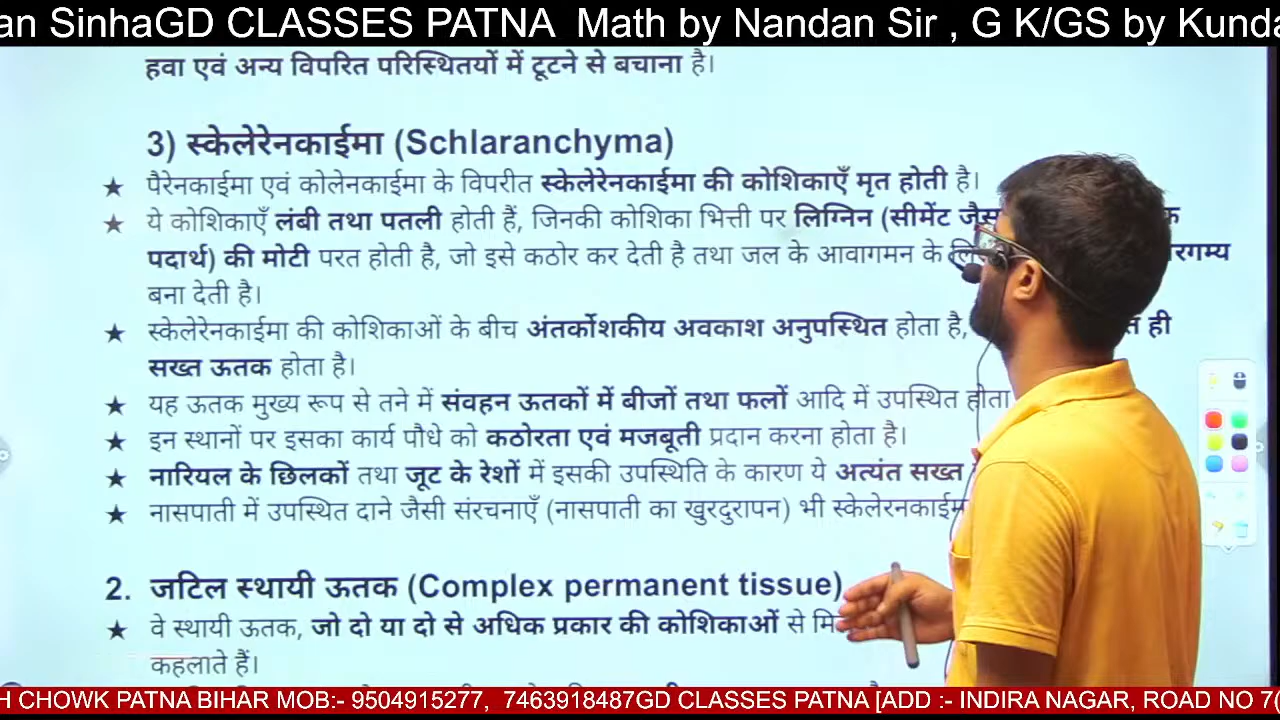 an SinhaGD CLASSES PATNA Math by Nandan Sir , G K/GS by Kunda
हवा एवं अन्य विपरित परिस्थितयों में टूटने से बचाना है।
3) स्केलेरेनकाईमा (Schlaranchyma)
★ पैरेनकाईमा एवं कोलेनकाईमा के विपरीत स्केलेरेनकाईमा की कोशिकाएँ मृत होती है।
★ ये कोशिकाएँ लंबी तथा पतली होती हैं, जिनकी कोशिका भित्ती पर लिग्निन (सीमेंट
पदार्थ) की मोटी परत होती है, जो इसे कठोर कर देती है तथा जल के आवागमन के
बना देती है।
★ स्केलेरेनकाईमा की कोशिकाओं के बीच अंतर्कोशकीय अवकाश अनुपस्थित होता है, ही
सख्त ऊतक होता है।
★ यह ऊतक मुख्य रूप से तने में संवहन ऊतकों में बीजों तथा फलों आदि में उपस्थित होता
★ इन स्थानों पर इसका कार्य पौधे को कठोरता एवं मजबूती प्रदान करना होता है।
★ नारियल के छिलकों तथा जूट के रेशों में इसकी उपस्थिति के कारण ये अत्यंत सख्त
★ नासपाती में उपस्थित दाने जैसी संरचनाएँ (नासपाती का खुरदुरापन) भी
2. जटिल स्थायी ऊतक (Complex permanent tissue)
★ वे स्थायी ऊतक, जो दो या दो से अधिक प्रकार की कोशिकाओं से
कहलाते हैं।
H CHOWK PATNA BIHAR MOB:- 9504915277, 7463918487GD CLASSES PATNA [ADD :- INDIRA NAGAR, ROAD NO 7(